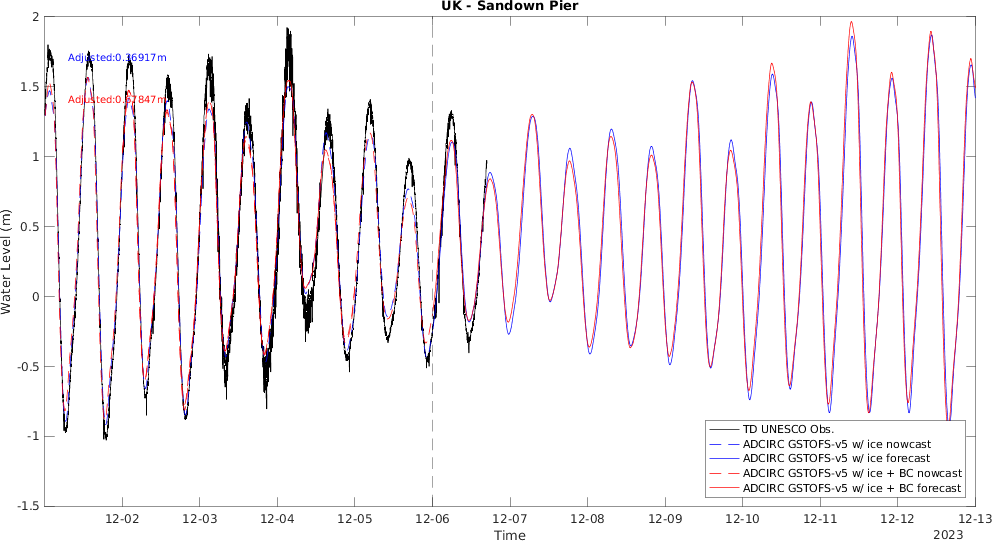 UK - Sandown Pier
Water Level (m)
2
1.5
1
0.5
0
-0.5
-1
-1.5
Adjusted:0.36917m
Adjusted:0.37847m
TD UNESCO Obs.
ADCIRC GSTOFS-v5 w/ ice nowcast
ADCIRC GSTOFS-v5 w/ ice forecast
ADCIRC GSTOFS-v5 w/ ice + BC nowcast
ADCIRC GSTOFS-v5 w/ ice + BC forecast
12-02 12-03 12-04 12-05 12-06 12-07 12-08 12-09 12-10 12-11 12-12 12-13
Time
2023